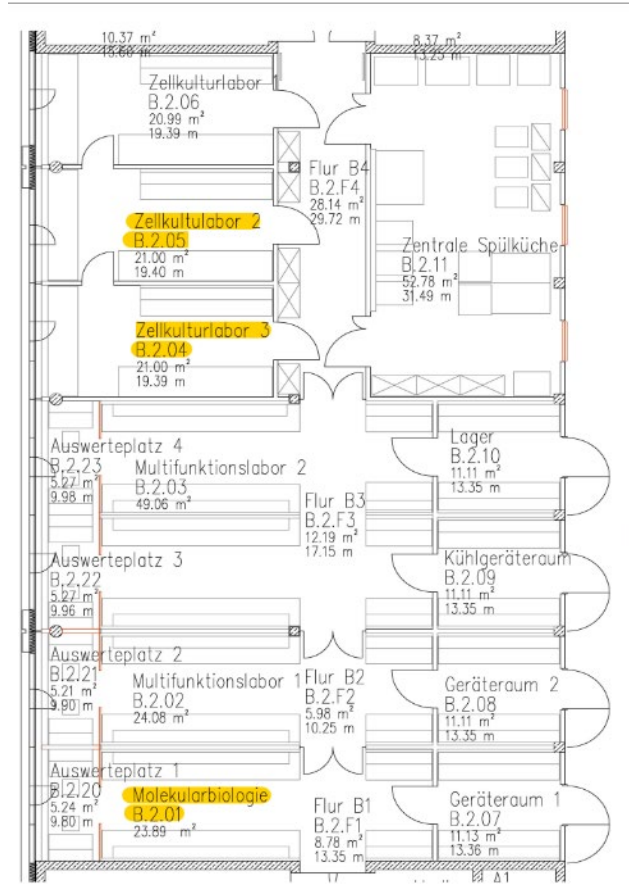 10.37 m²
15.60 m
8.37 m²
13.25 m
Zellkulturlabor
B.2.06
20.99 m²
19.39 m
Flur B4
B.2.F4
28.14 m²
29.72 m
Zellkultulabor 2
B.2.05
21.00 m²
19.40 m
Zentrale Spülküche
B.2.11
52.78 m²
31.49 m
Zellkulturlabor 3
B.2.04
21.00 m²
19.39 m
Auswerteplatz 4
B.2.23
5.27 m²
9.98 m
Multifunktionslabor 2
B.2.03
49.06 m²
Lager
B.2.10
11.11 m²
13.35 m
Flur B3
B.2.F3
12.19 m²
17.15 m
Auswerteplatz 3
B.2.22
5.27 m²
9.96 m
Kühlgeräteraum
B.2.09
11.11 m²
13.35 m
Auswerteplatz 2
B.2.21
5.21 m²
9.90 m
Multifunktionslabor 1
B.2.02
24.08 m²
Flur B2
B.2.F2
5.98 m²
10.25 m
Geräteraum 2
B.2.08
11.11 m²
13.35 m
Auswerteplatz 1
B.2.20
5.24 m²
9.80 m
Molekularbiologie
B.2.01
23.89 m²
Flur B1
B.2.F1
8.78 m²
13.35 m
Geräteraum 1
B.2.07
11.13 m²
13.36 m
A1